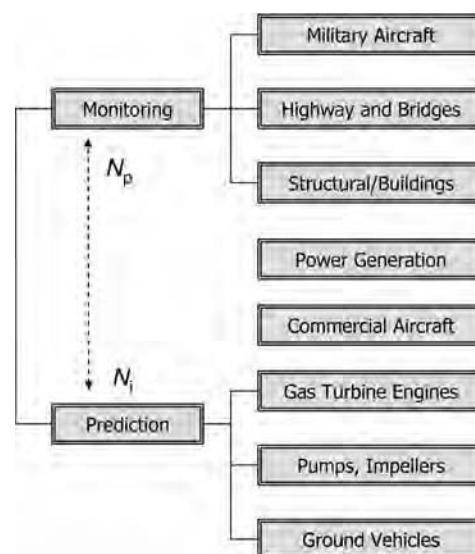 Military Aircraft
Monitoring
Highway and Bridges
Np
Structural/Buildings
Power Generation
Commercial Aircraft
Ni
Gas Turbine Engines
Prediction
Pumps, Impellers
Ground Vehicles